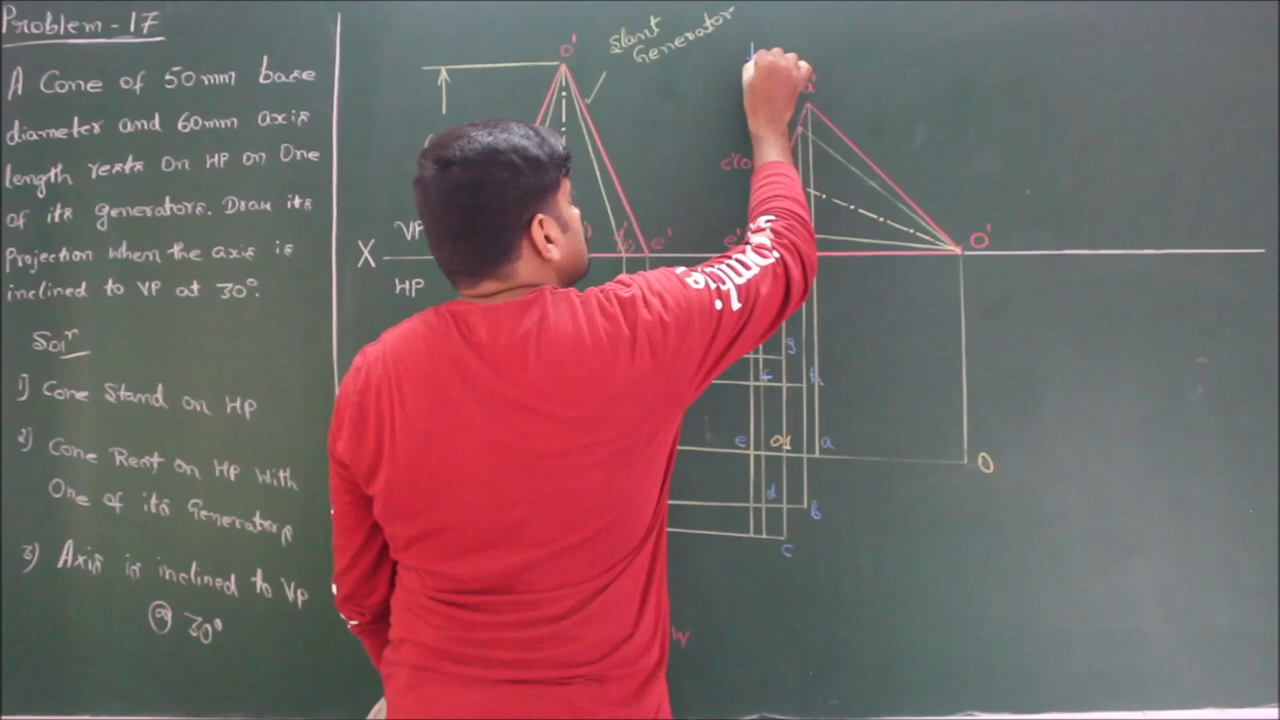 Problem - 17
A Cone of 50mm base
diameter and 60mm axis
length rests On HP on One
of its generators. Draw its
Projection when the axis is
inclined to VP at 30°.
Solⁿ
1) Cone Stand on HP
2) Cone Rest on HP with
One of its Generators
3) Axis is inclined to VP
@ 30°
Slant
Generator
o'
a'
X
VP
HP
e'
o'
g
f
h
e
o1
a
o
d
b
c